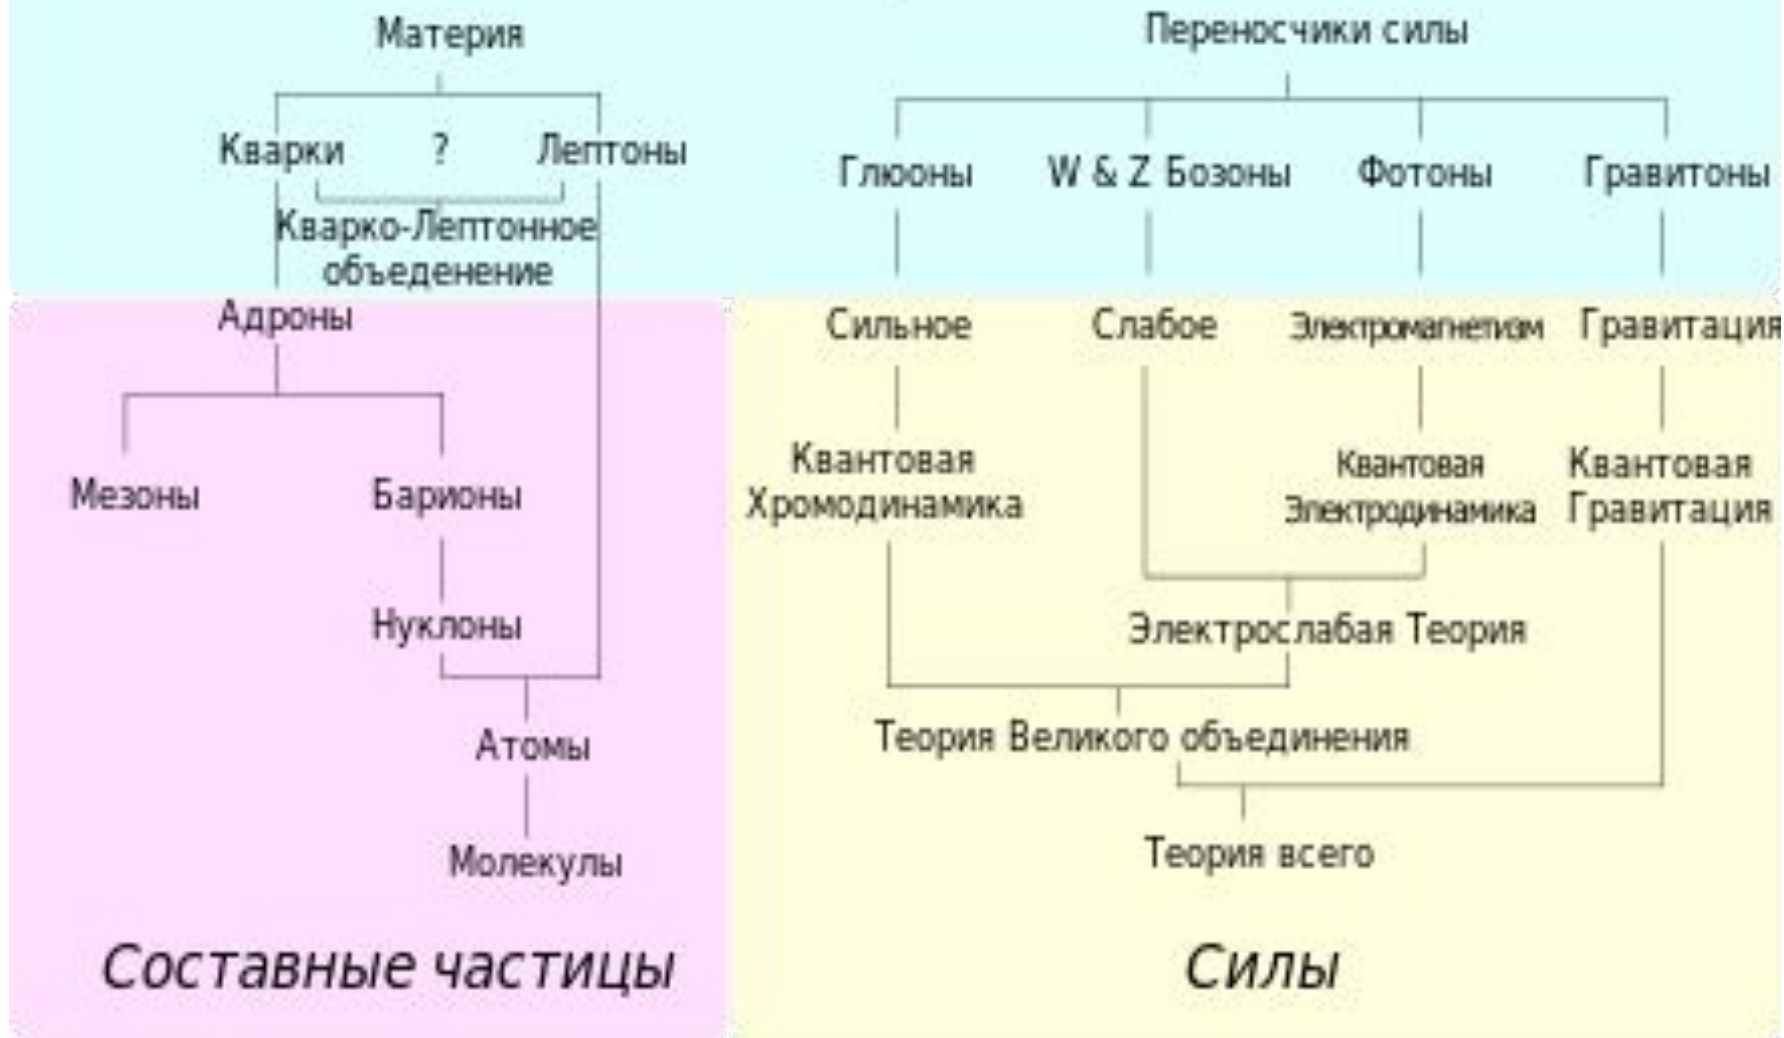 Материя
Переносчики силы
Кварки ? Лептоны
Глюоны W & Z Бозоны Фотоны Гравитоны
Кварко-Лептонное
объеденение
Адроны
Сильное Слабое Электромагнетизм Гравитация
Мезоны Барионы
Квантовая
Хромодинамика
Квантовая
Электродинамика
Квантовая
Гравитация
Нуклоны
Электрослабая Теория
Атомы
Теория Великого объединения
Молекулы
Теория всего
Составные частицы
Силы